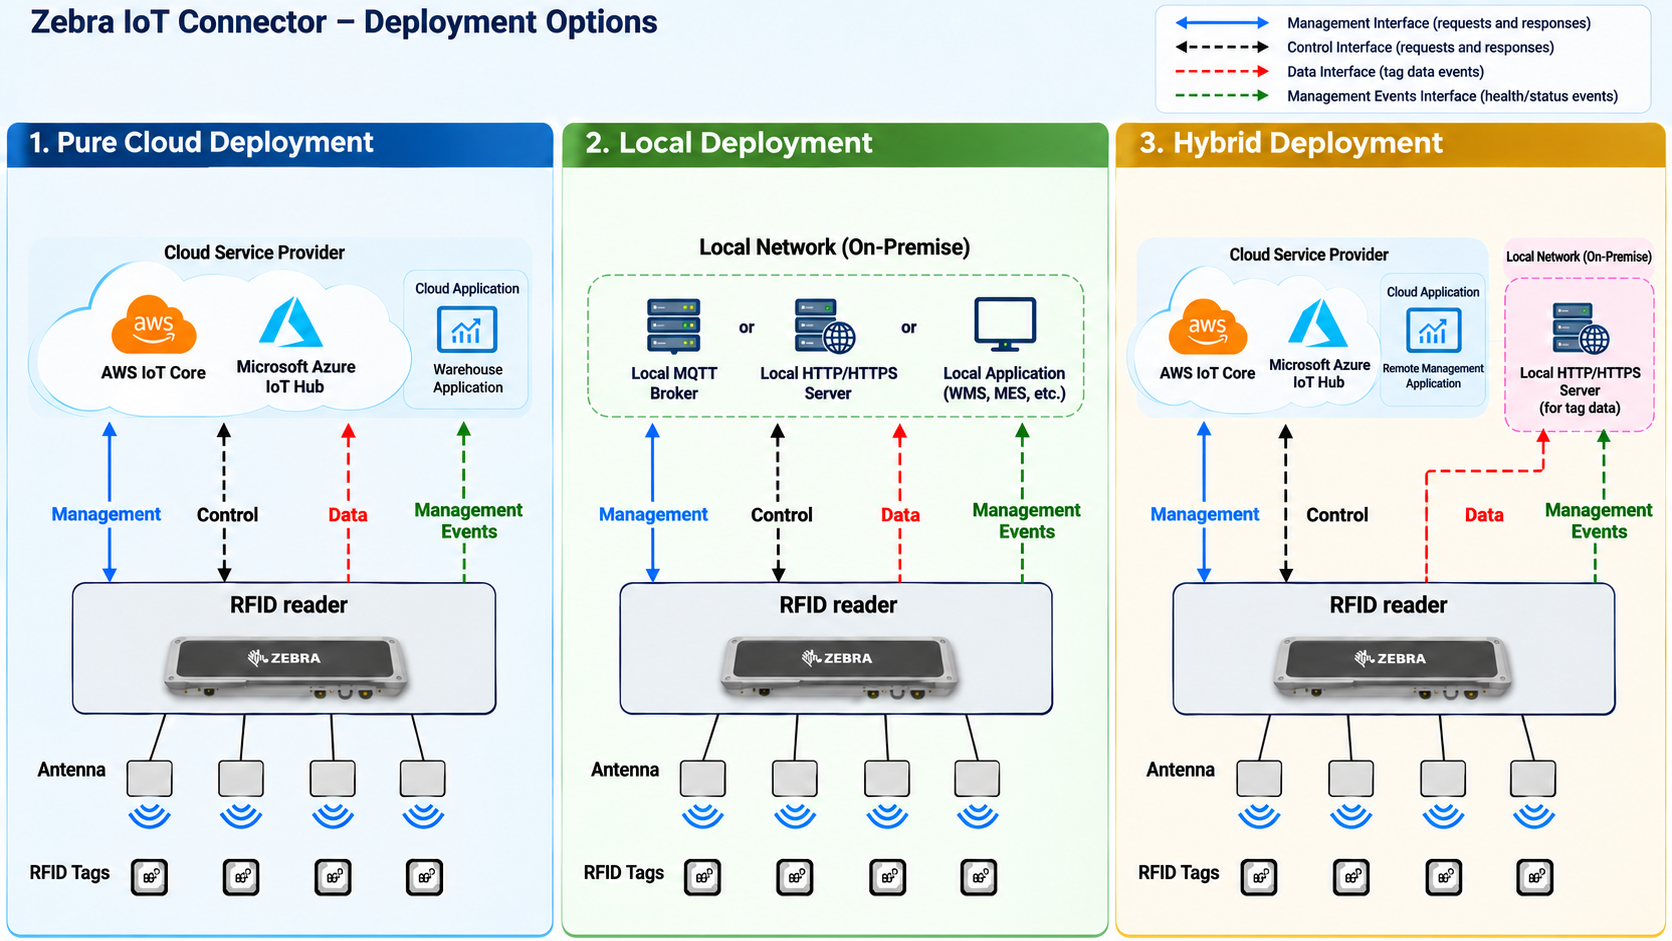 Zebra IoT Connector – Deployment Options
Management Interface (requests and responses)
Control Interface (requests and responses)
Data Interface (tag data events)
Management Events Interface (health/status events)
1. Pure Cloud Deployment
Cloud Service Provider
aws
AWS IoT Core
Microsoft Azure
IoT Hub
Cloud Application
Warehouse
Application
Management
Control
Data
Management
Events
RFID reader
ZEBRA
Antenna
RFID Tags
2. Local Deployment
Local Network (On-Premise)
or
or
Local MQTT
Broker
Local HTTP/HTTPS
Server
Local Application
(WMS, MES, etc.)
Management
Control
Data
Management
Events
RFID reader
ZEBRA
Antenna
RFID Tags
3. Hybrid Deployment
Cloud Service Provider
aws
AWS IoT Core
Microsoft Azure
IoT Hub
Cloud Application
Remote Management
Application
Local Network (On-Premise)
Local HTTP/HTTPS
Server
(for tag data)
Management
Control
Data
Management
Events
RFID reader
ZEBRA
Antenna
RFID Tags